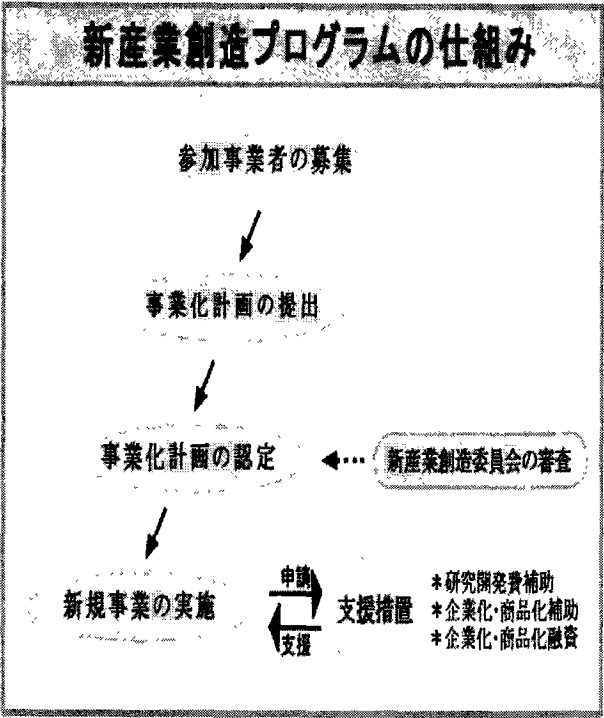 新産業創造プログラムの仕組み
参加事業者の募集
事業化計画の提出
事業化計画の認定
新産業創造委員会の審査
新規事業の実施
申請
支援
支援措置
*研究開発費補助
*企業化・商品化補助
*企業化・商品化融資